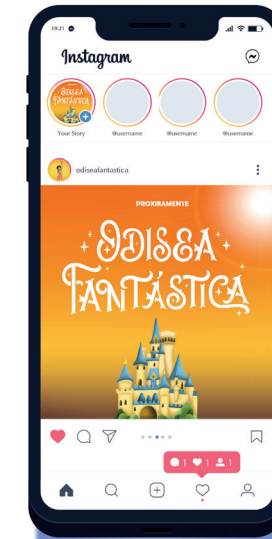 19:21
Instagram
ODISEA
FANTÁSTICA
Your Story
@username
@username
@username
odiseafantastica
PROXIMAMENTE
ODISEA
FANTÁSTICA
1 1 1